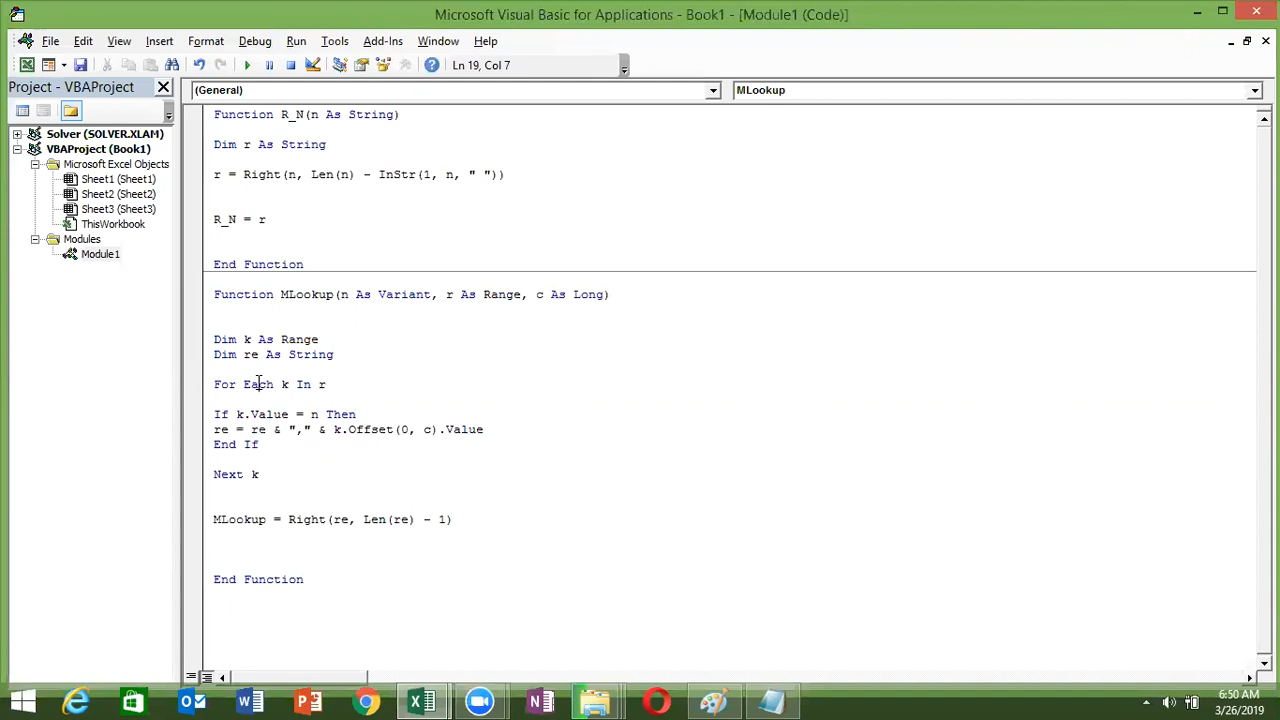 Microsoft Visual Basic for Applications - Book1 - [Module1 (Code)]
File Edit View Insert Format Debug Run Tools Add-Ins Window Help
Ln 19, Col 7
Project - VBAProject
(General)
MLookup
Solver (SOLVER.XLAM)
VBAProject (Book1)
Microsoft Excel Objects
Sheet1 (Sheet1)
Sheet2 (Sheet2)
Sheet3 (Sheet3)
ThisWorkbook
Modules
Module1
Function R_N(n As String)
Dim r As String
r = Right(n, Len(n) - InStr(1, n, " "))
R_N = r
End Function
Function MLookup(n As Variant, r As Range, c As Long)
Dim k As Range
Dim re As String
For Each k In r
If k.Value = n Then
re = re & "," & k.Offset(0, c).Value
End If
Next k
MLookup = Right(re, Len(re) - 1)
End Function
6:50 AM
3/26/2019